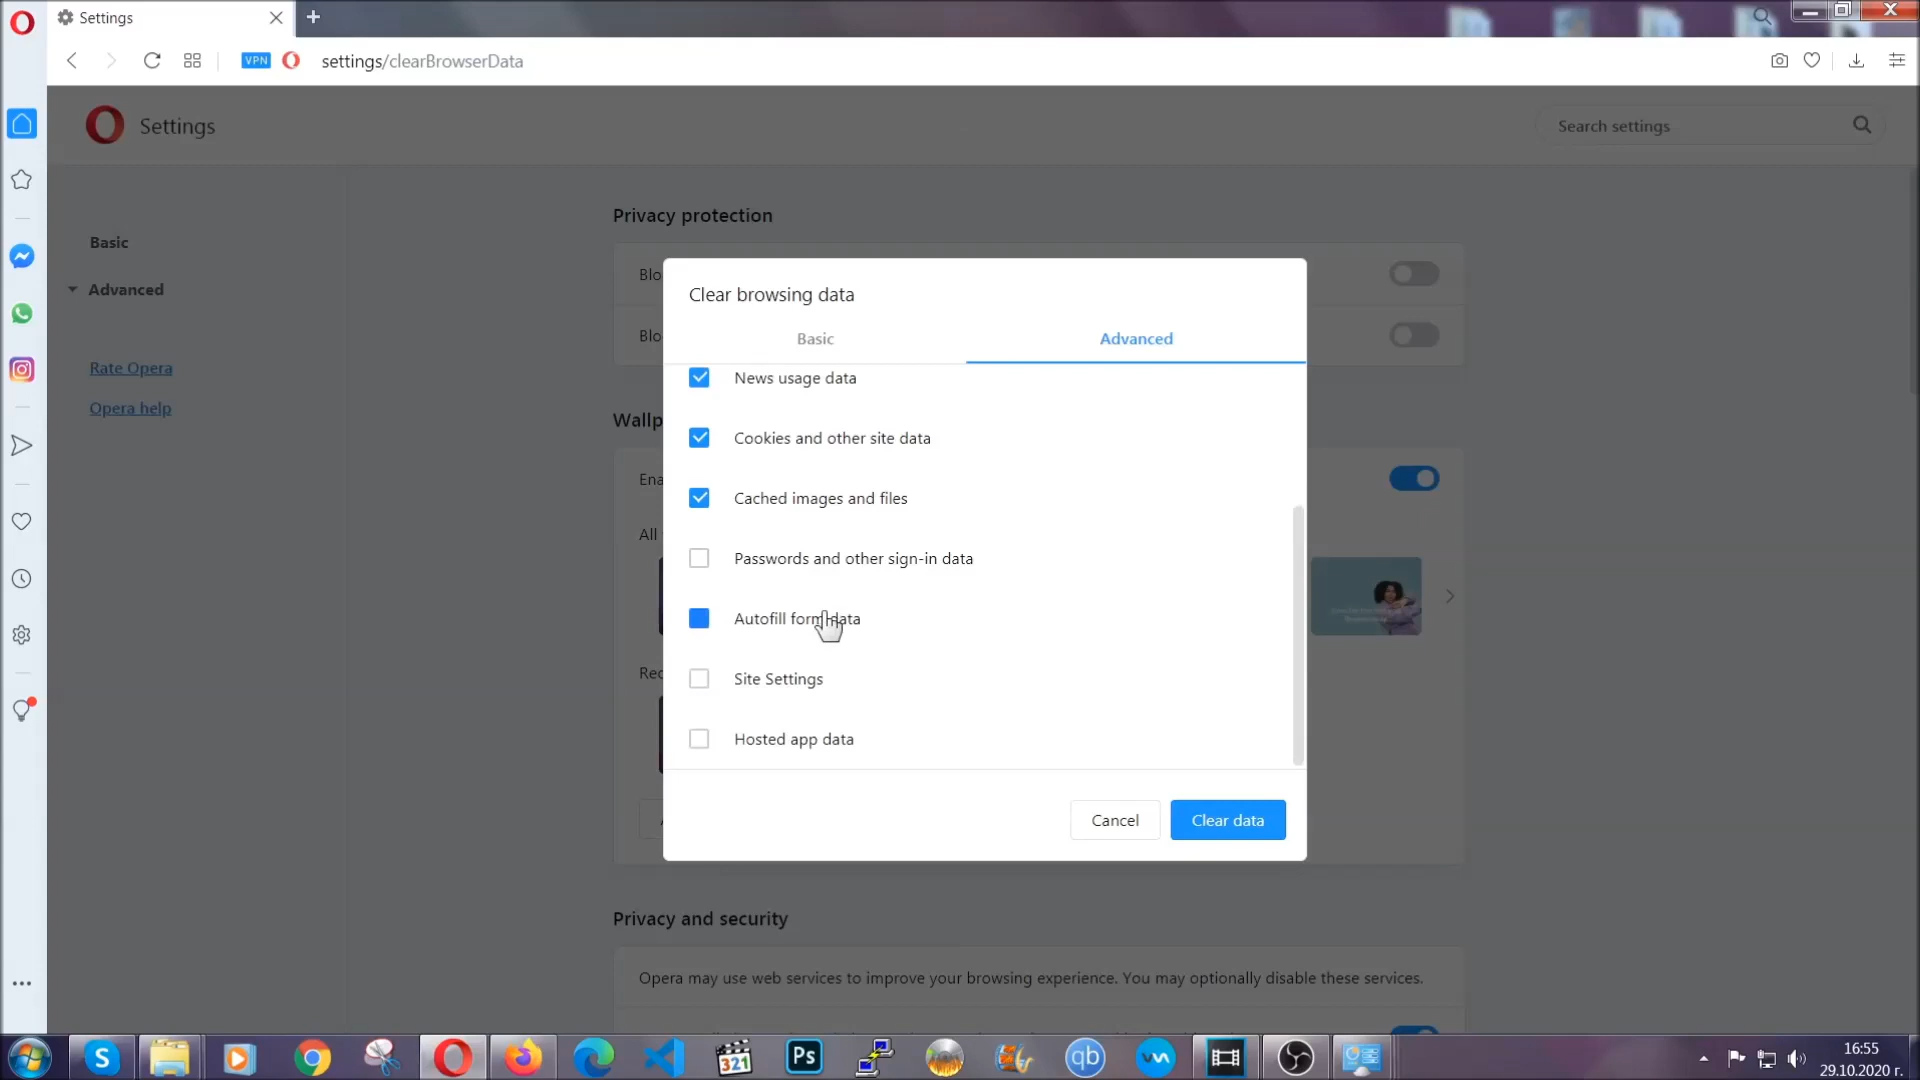 Settings
VPN
settings/clearBrowserData
Settings
Search settings
Basic
Advanced
Rate Opera
Opera help
Privacy protection
Blo
Blo
Wallp
Ena
All
Rec
Clear browsing data
Basic
Advanced
News usage data
Cookies and other site data
Cached images and files
Passwords and other sign-in data
Autofill form data
Site Settings
Hosted app data
Cancel
Clear data
Privacy and security
Opera may use web services to improve your browsing experience. You may optionally disable these services.
S
321
Ps
qb
16:55
29.10.2020 г.